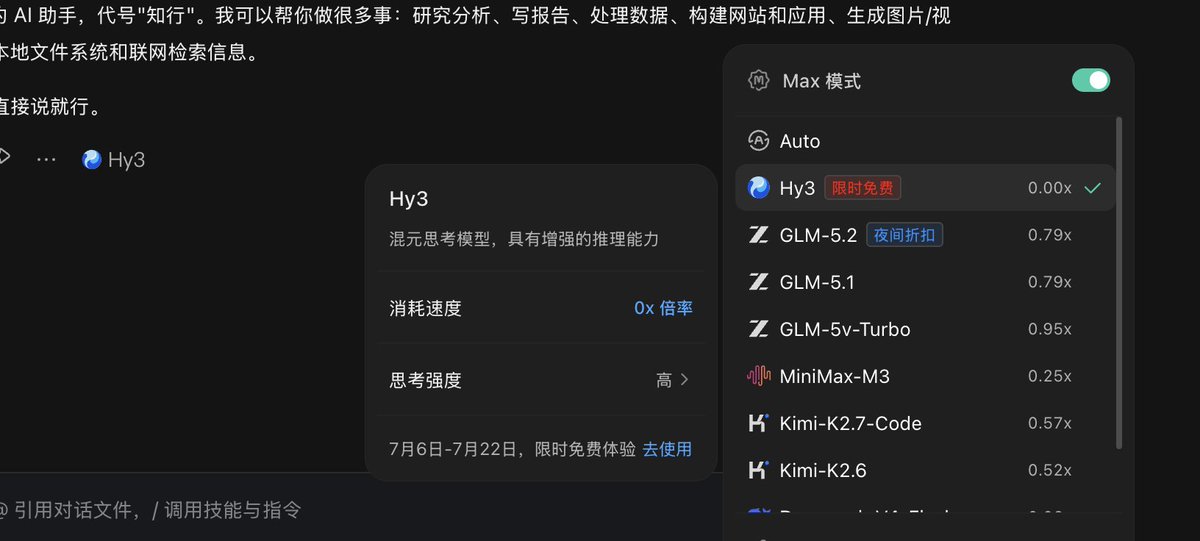 的 AI 助手，代号"知行"。我可以帮你做很多事：研究分析、写报告、处理数据、构建网站和应用、生成图片/视
本地文件系统和联网检索信息。
直接说就行。
Hy3
Hy3
混元思考模型，具有增强的推理能力
消耗速度 0x 倍率
思考强度 高
7月6日-7月22日，限时免费体验 去使用
@ 引用对话文件，/ 调用技能与指令
Max 模式
Auto
Hy3 限时免费 0.00x
GLM-5.2 夜间折扣 0.79x
GLM-5.1 0.79x
GLM-5v-Turbo 0.95x
MiniMax-M3 0.25x
Kimi-K2.7-Code 0.57x
Kimi-K2.6 0.52x